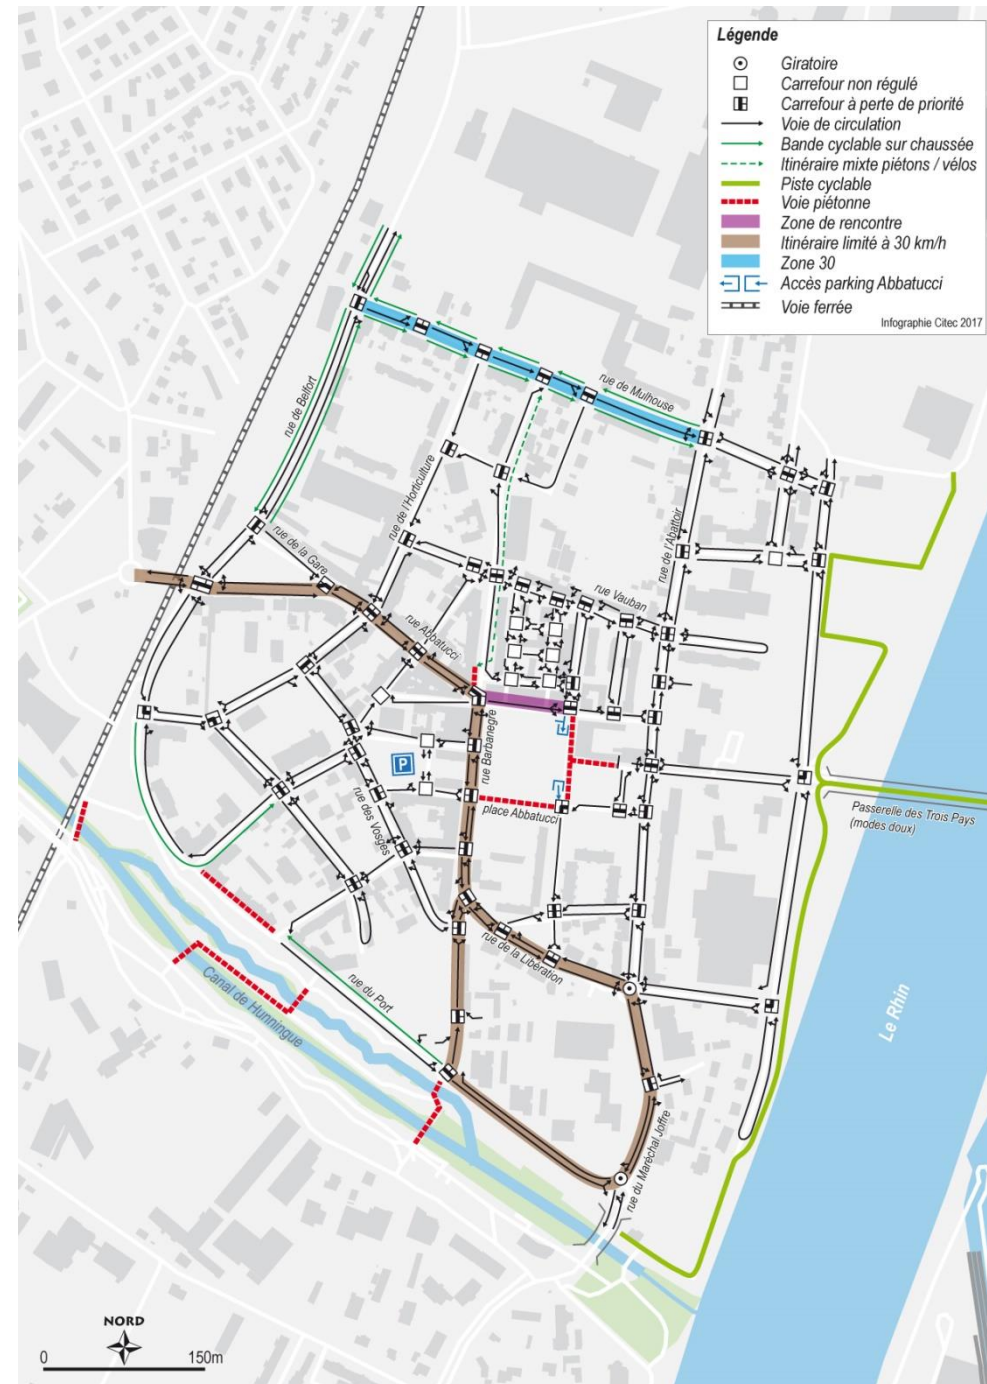 Légende
Giratoire
Carrefour non régulé
Carrefour à perte de priorité
Voie de circulation
Bande cyclable sur chaussée
Itinéraire mixte piétons / vélos
Piste cyclable
Voie piétonne
Zone de rencontre
Itinéraire limité à 30 km/h
Zone 30
Accès parking Abbatucci
Voie ferrée
Infographie Citec 2017
rue de Belfort
rue de Mulhouse
rue de l'Horticulture
rue de la Gare
rue de l'Abattoir
rue Vauban
rue Abbatucci
rue Barbanegre
P
place Abbatucci
rue des Vosges
Passerelle des Trois Pays
(modes doux)
rue de la Libération
rue du Port
Canal de Hunningue
Le Rhin
rue du Maréchal Joffre
NORD
0 150m